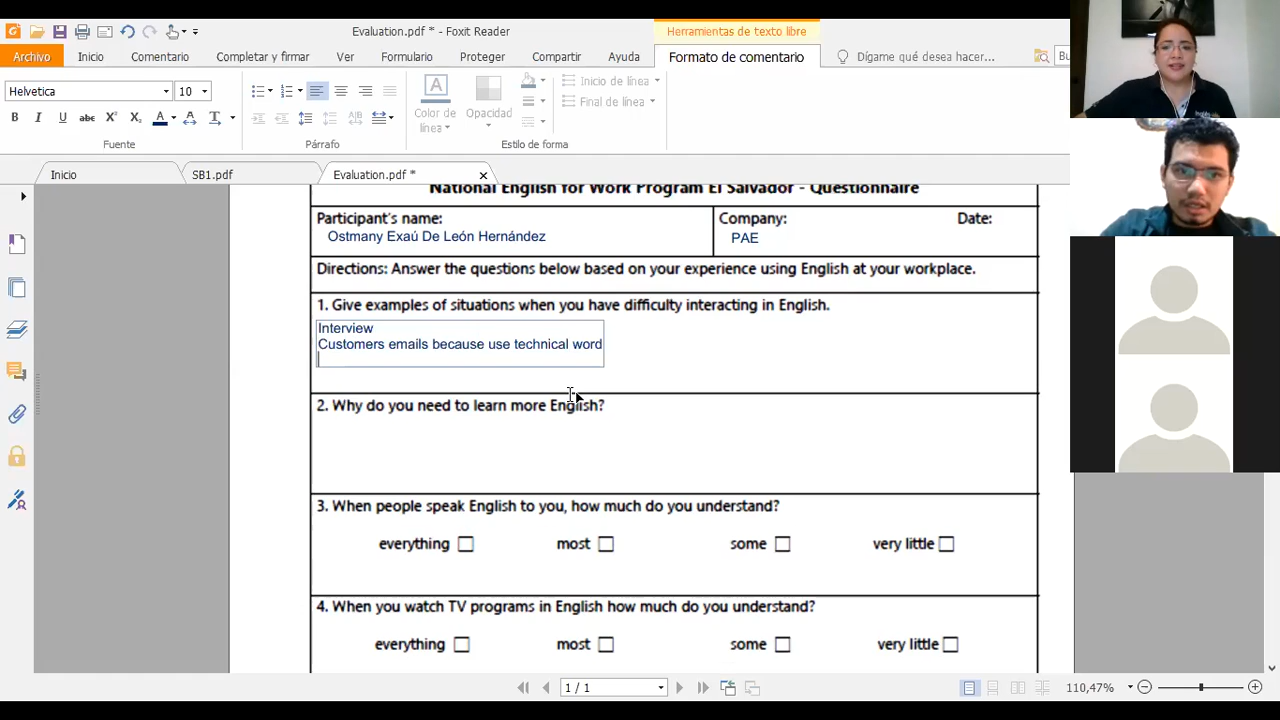 Evaluation.pdf * - Foxit Reader
Herramientas de texto libre
Archivo
Inicio
Comentario
Completar y firmar
Ver
Formulario
Proteger
Compartir
Ayuda
Formato de comentario
Dígame qué desea hacer...
Helvetica
10
Color de línea
Opacidad
Inicio de línea
Final de línea
Fuente
Párrafo
Estilo de forma
Inicio
SB1.pdf
Evaluation.pdf *
National English for Work Program El Salvador - Questionnaire
Participant's name:
Company:
Date:
Ostmany Exaú De León Hernández
PAE
Directions: Answer the questions below based on your experience using English at your workplace.
1. Give examples of situations when you have difficulty interacting in English.
Interview
Customers emails because use technical word
2. Why do you need to learn more English?
3. When people speak English to you, how much do you understand?
everything
most
some
very little
4. When you watch TV programs in English how much do you understand?
everything
most
some
very little
1 / 1
110,47%